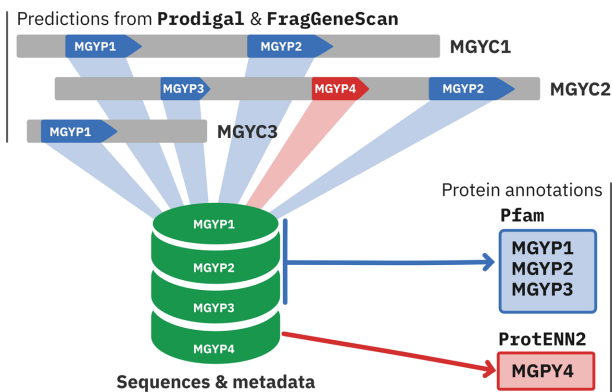 Predictions from Prodigal & FragGeneScan
MGYP1 MGYP2 MGYC1
MGYP3 MGYP4 MGYP2 MGYC2
MGYP1 MGYC3
Protein annotations
Pfam
MGYP1
MGYP2
MGYP3
MGYP1
MGYP2
MGYP3
MGYP4
ProtENN2
MGPY4
Sequences & metadata